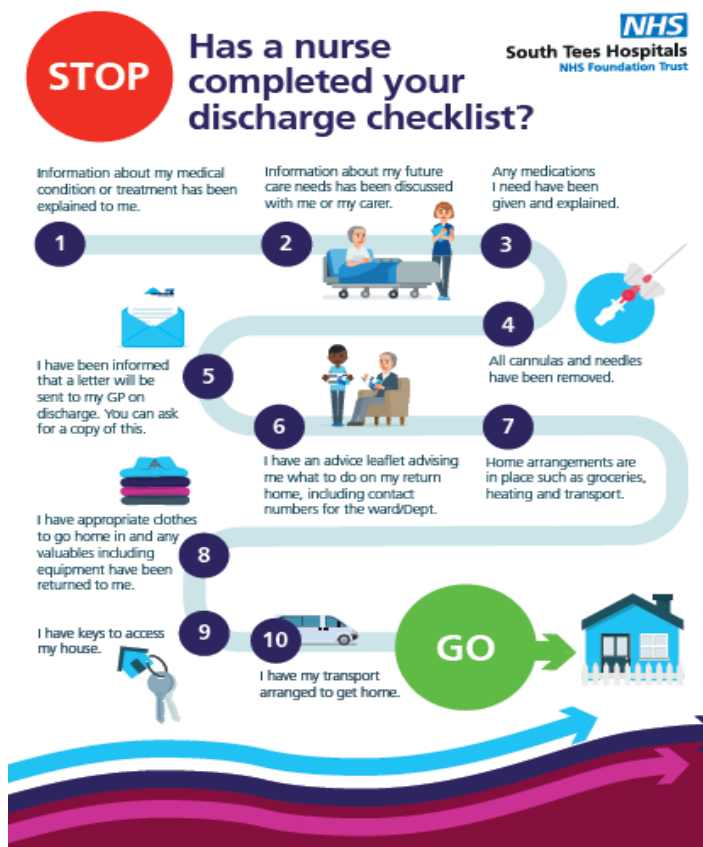 STOP
Has a nurse
completed your
discharge checklist?
NHS
South Tees Hospitals
NHS Foundation Trust
Information about my medical
condition or treatment has been
explained to me.
1
Information about my future
care needs has been discussed
with me or my carer.
2
Any medications
I need have been
given and explained.
3
4
All cannulas and needles
have been removed.
5
I have been informed
that a letter will be
sent to my GP on
discharge. You can ask
for a copy of this.
6
I have an advice leaflet advising
me what to do on my return
home, including contact
numbers for the ward/Dept.
7
Home arrangements are
in place such as groceries,
heating and transport.
8
I have appropriate clothes
to go home in and any
valuables including
equipment have been
returned to me.
9
I have keys to access
my house.
10
I have my transport
arranged to get home.
GO